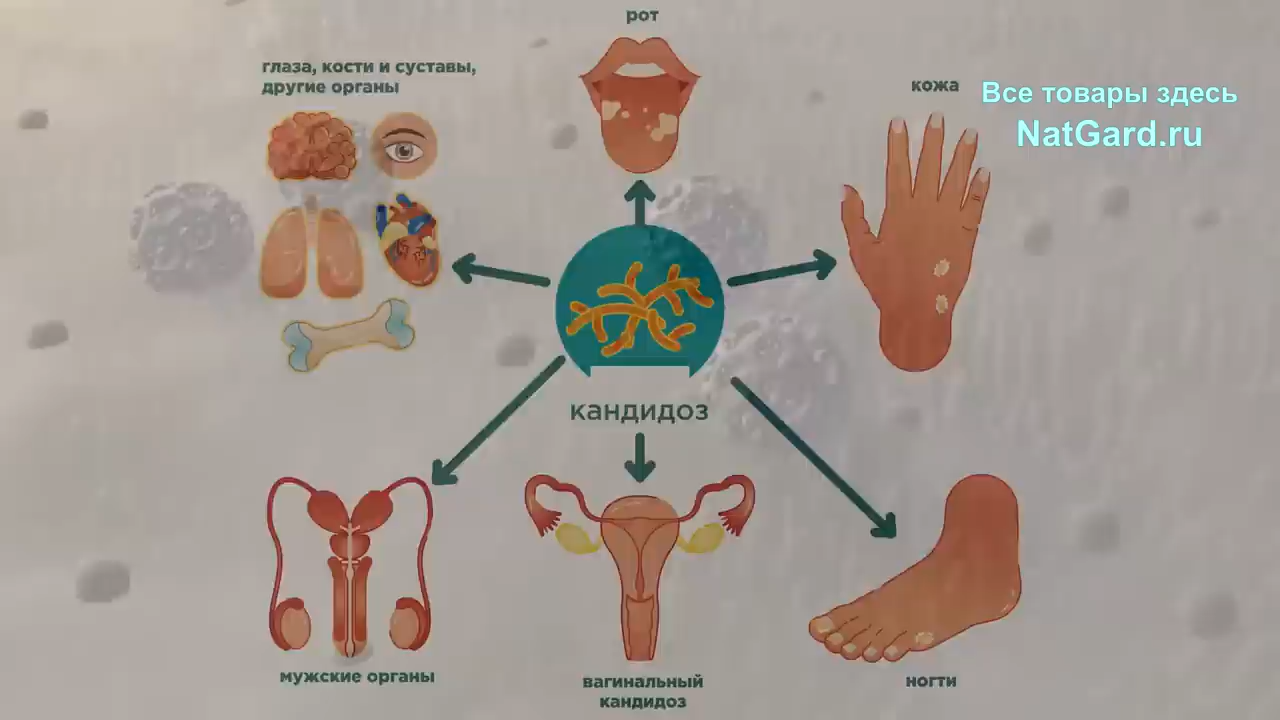 рот
глаза, кости и суставы,
другие органы
кожа
Все товары здесь
NatGard.ru
кандидоз
мужские органы
вагинальный
кандидоз
ногти